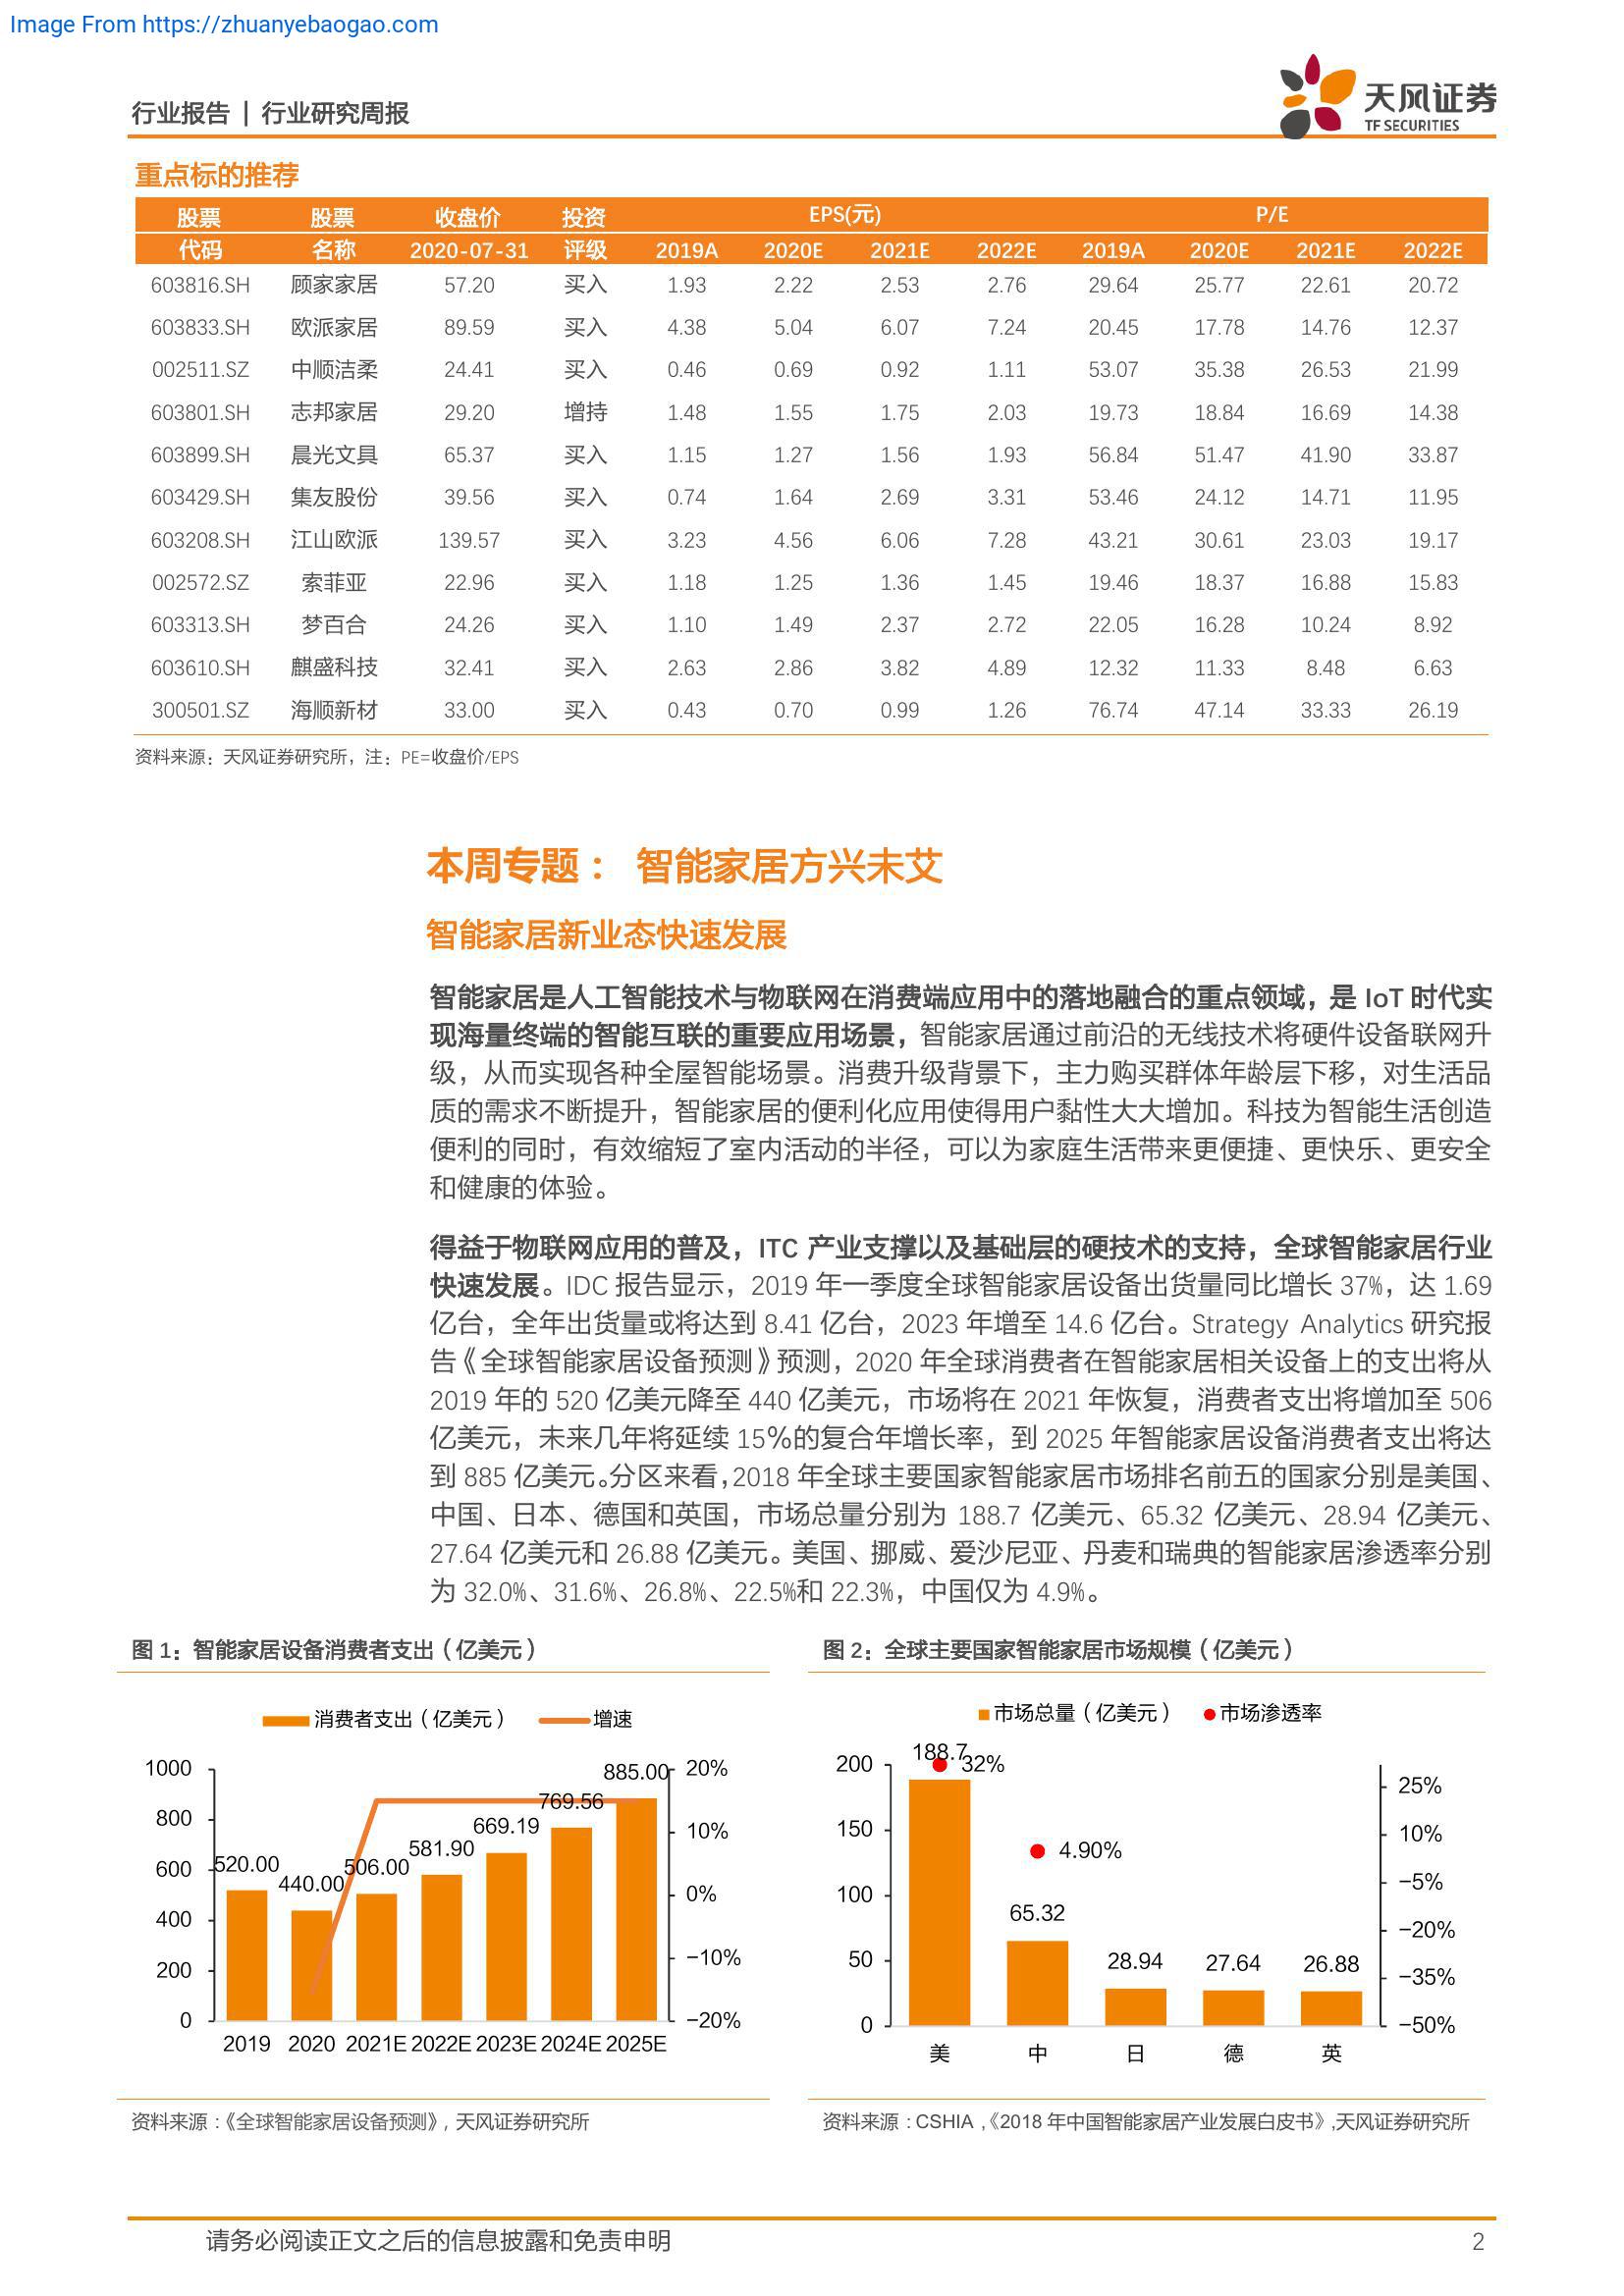 Image From https://zhuanyebaogao.com
行业报告 | 行业研究周报
天风证券
TF SECURITIES
重点标的推荐
股票 股票 收盘价 投资 EPS(元) P/E
代码 名称 2020-07-31 评级 2019A 2020E 2021E 2022E 2019A 2020E 2021E 2022E
603816.SH 顾家家居 57.20 买入 1.93 2.22 2.53 2.76 29.64 25.77 22.61 20.72
603833.SH 欧派家居 89.59 买入 4.38 5.04 6.07 7.24 20.45 17.78 14.76 12.37
002511.SZ 中顺洁柔 24.41 买入 0.46 0.69 0.92 1.11 53.07 35.38 26.53 21.99
603801.SH 志邦家居 29.20 增持 1.48 1.55 1.75 2.03 19.73 18.84 16.69 14.38
603899.SH 晨光文具 65.37 买入 1.15 1.27 1.56 1.93 56.84 51.47 41.90 33.87
603429.SH 集友股份 39.56 买入 0.74 1.64 2.69 3.31 53.46 24.12 14.71 11.95
603208.SH 江山欧派 139.57 买入 3.23 4.56 6.06 7.28 43.21 30.61 23.03 19.17
002572.SZ 索菲亚 22.96 买入 1.18 1.25 1.36 1.45 19.46 18.37 16.88 15.83
603313.SH 梦百合 24.26 买入 1.10 1.49 2.37 2.72 22.05 16.28 10.24 8.92
603610.SH 麒盛科技 32.41 买入 2.63 2.86 3.82 4.89 12.32 11.33 8.48 6.63
300501.SZ 海顺新材 33.00 买入 0.43 0.70 0.99 1.26 76.74 47.14 33.33 26.19
资料来源：天风证券研究所，注：PE=收盘价/EPS
本周专题： 智能家居方兴未艾
智能家居新业态快速发展
智能家居是人工智能技术与物联网在消费端应用中的落地融合的重点领域，是 IoT 时代实
现海量终端的智能互联的重要应用场景，智能家居通过前沿的无线技术将硬件设备联网升
级，从而实现各种全屋智能场景。消费升级背景下，主力购买群体年龄层下移，对生活品
质的需求不断提升，智能家居的便利化应用使得用户黏性大大增加。科技为智能生活创造
便利的同时，有效缩短了室内活动的半径，可以为家庭生活带来更便捷、更快乐、更安全
和健康的体验。
得益于物联网应用的普及，ITC 产业支撑以及基础层的硬技术的支持，全球智能家居行业
快速发展。IDC 报告显示，2019 年一季度全球智能家居设备出货量同比增长 37%，达 1.69
亿台，全年出货量或将达到 8.41 亿台，2023 年增至 14.6 亿台。Strategy Analytics 研究报
告《全球智能家居设备预测》预测，2020 年全球消费者在智能家居相关设备上的支出将从
2019 年的 520 亿美元降至 440 亿美元，市场将在 2021 年恢复，消费者支出将增加至 506
亿美元，未来几年将延续 15%的复合年增长率，到 2025 年智能家居设备消费者支出将达
到 885 亿美元。分区来看，2018 年全球主要国家智能家居市场排名前五的国家分别是美国、
中国、日本、德国和英国，市场总量分别为 188.7 亿美元、65.32 亿美元、28.94 亿美元、
27.64 亿美元和 26.88 亿美元。美国、挪威、爱沙尼亚、丹麦和瑞典的智能家居渗透率分别
为 32.0%、31.6%、26.8%、22.5%和 22.3%，中国仅为 4.9%。
图 1：智能家居设备消费者支出（亿美元）
消费者支出（亿美元） 增速
1000
800
600
400
200
0
520.00
440.00
506.00
581.90
669.19
769.56
885.00
20%
10%
0%
-10%
-20%
2019 2020 2021E 2022E 2023E 2024E 2025E
资料来源：《全球智能家居设备预测》，天风证券研究所
图 2：全球主要国家智能家居市场规模（亿美元）
市场总量（亿美元） 市场渗透率
200
150
100
50
0
188.7
32%
4.90%
65.32
28.94
27.64
26.88
25%
10%
-5%
-20%
-35%
-50%
美 中 日 德 英
资料来源：CSHIA，《2018 年中国智能家居产业发展白皮书》,天风证券研究所
请务必阅读正文之后的信息披露和免责申明
2